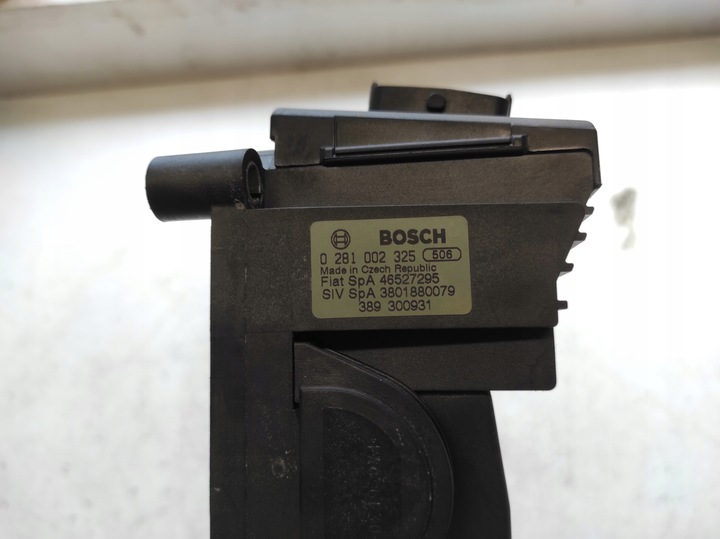 BOSCH
0 281 002 325 506
Made in Czech Republic
Fiat SpA 46527295
SIV SpA 3801880079
389 300931